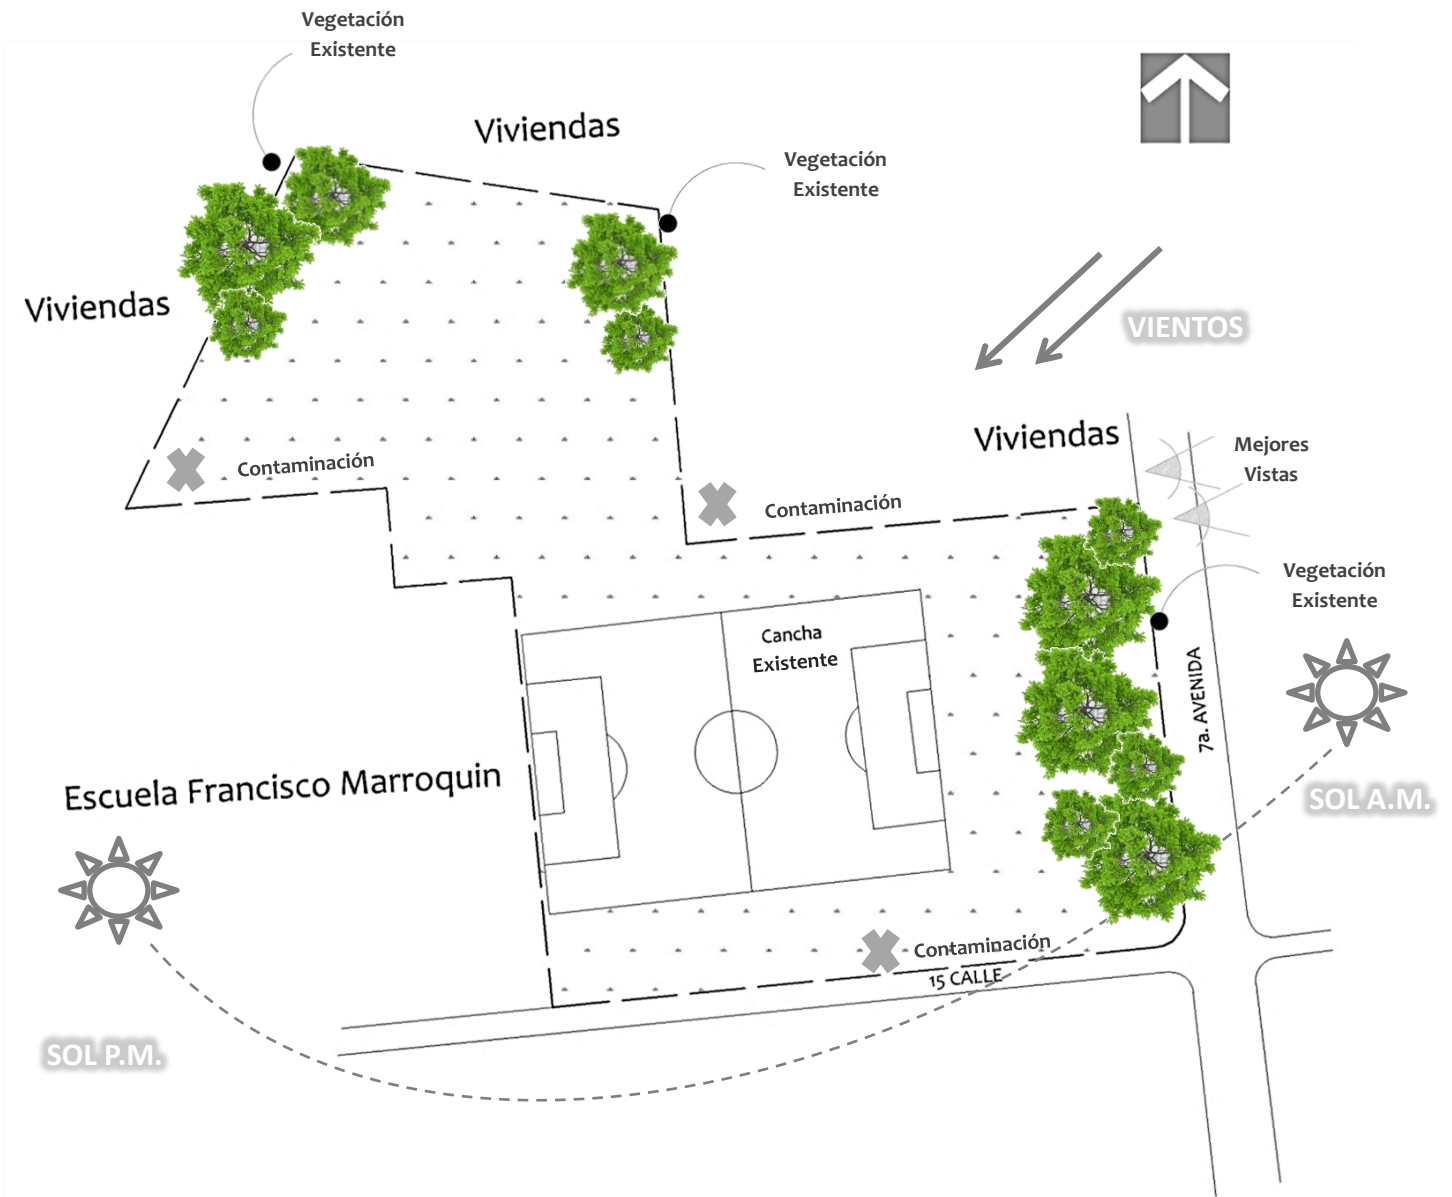 Vegetación
Existente
Viviendas
Vegetación
Existente
Viviendas
VIENTOS
Viviendas
Mejores
Vistas
Contaminación
Contaminación
Vegetación
Existente
Cancha
Existente
7a. AVENIDA
Escuela Francisco Marroquin
SOL A.M.
Contaminación
15 CALLE
SOL P.M.